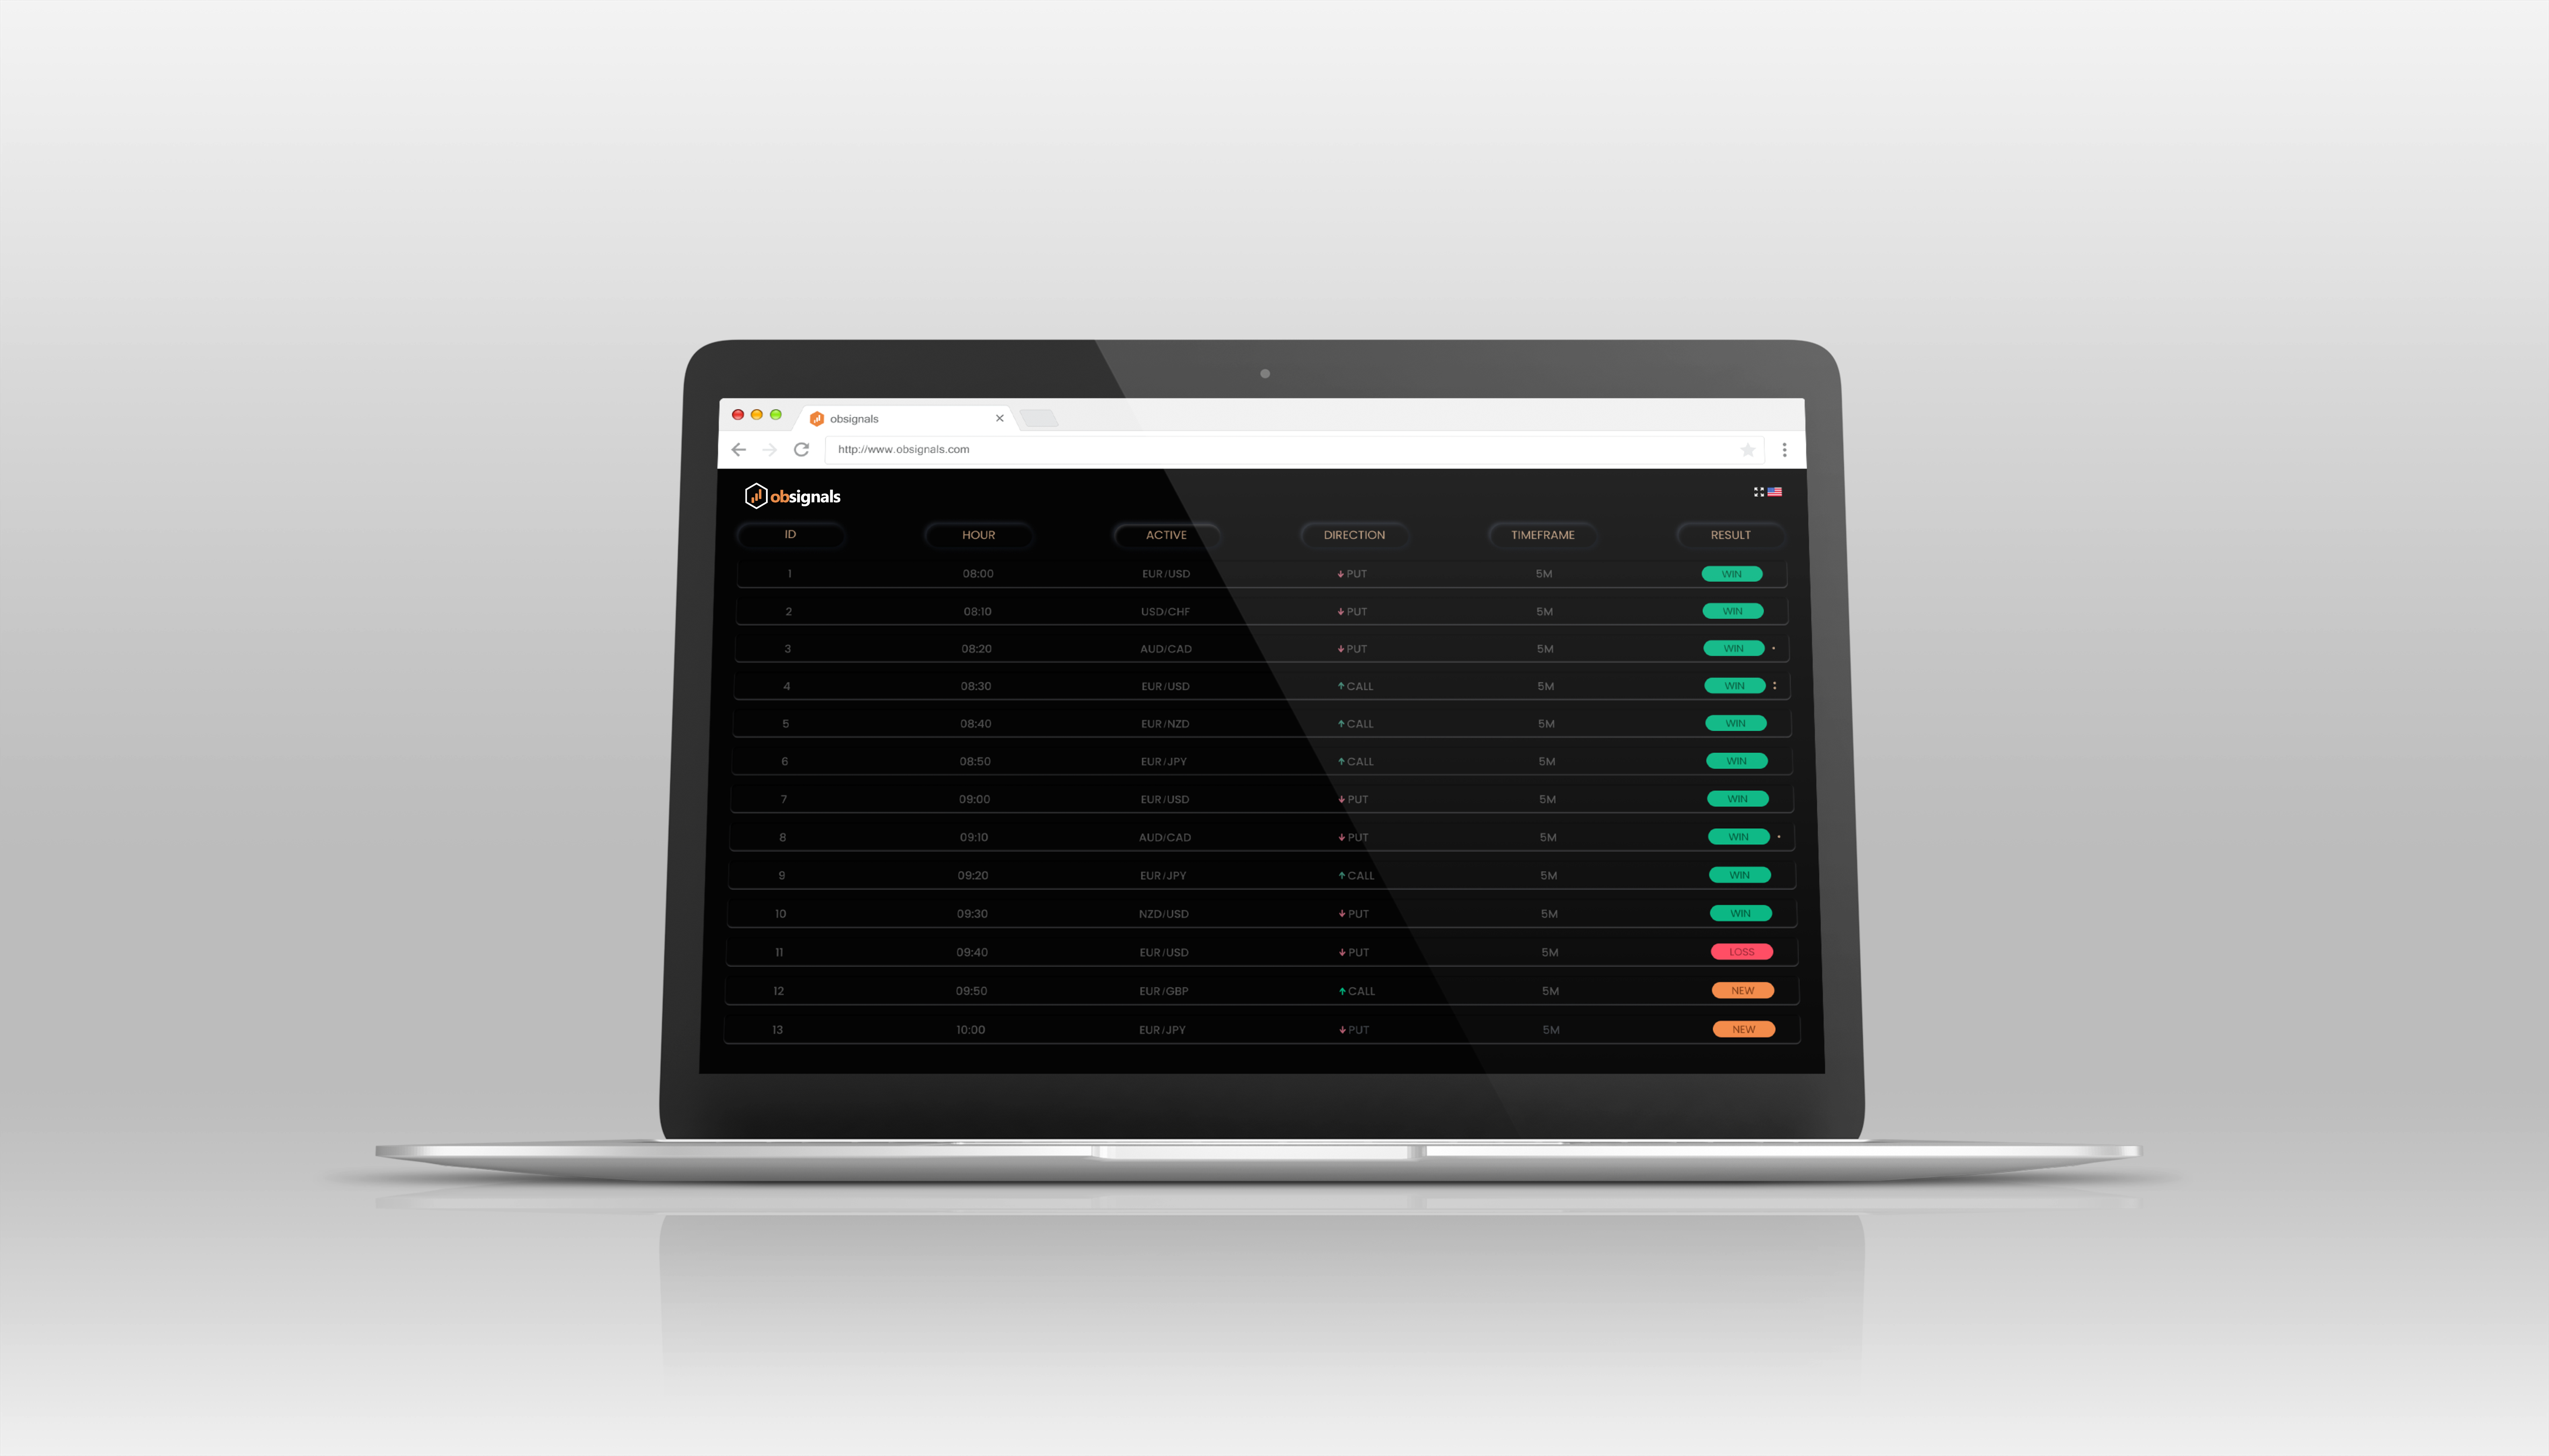 obsignals
http://www.obsignals.com
obsignals
ID HOUR ACTIVE DIRECTION TIMEFRAME RESULT
1 08:00 EUR/USD PUT 5M WIN
2 08:10 USD/CHF PUT 5M WIN
3 08:20 AUD/CAD PUT 5M WIN
4 08:30 EUR/USD CALL 5M WIN
5 08:40 EUR/NZD CALL 5M WIN
6 08:50 EUR/JPY CALL 5M WIN
7 09:00 EUR/USD PUT 5M WIN
8 09:10 AUD/CAD PUT 5M WIN
9 09:20 EUR/JPY CALL 5M WIN
10 09:30 NZD/USD PUT 5M WIN
11 09:40 EUR/USD PUT 5M LOSS
12 09:50 EUR/GBP CALL 5M NEW
13 10:00 EUR/JPY PUT 5M NEW